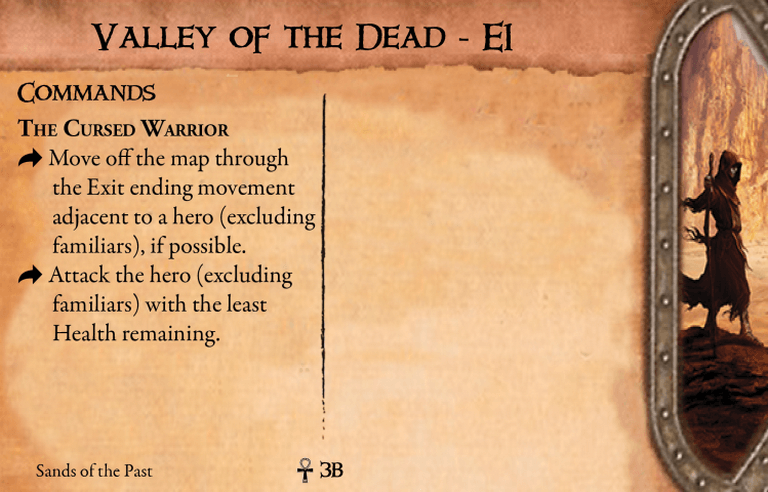 Valley of the Dead - E1
Commands
The Cursed Warrior
Move off the map through
the Exit ending movement
adjacent to a hero (excluding
familiars), if possible.
Attack the hero (excluding
familiars) with the least
Health remaining.
Sands of the Past
3B